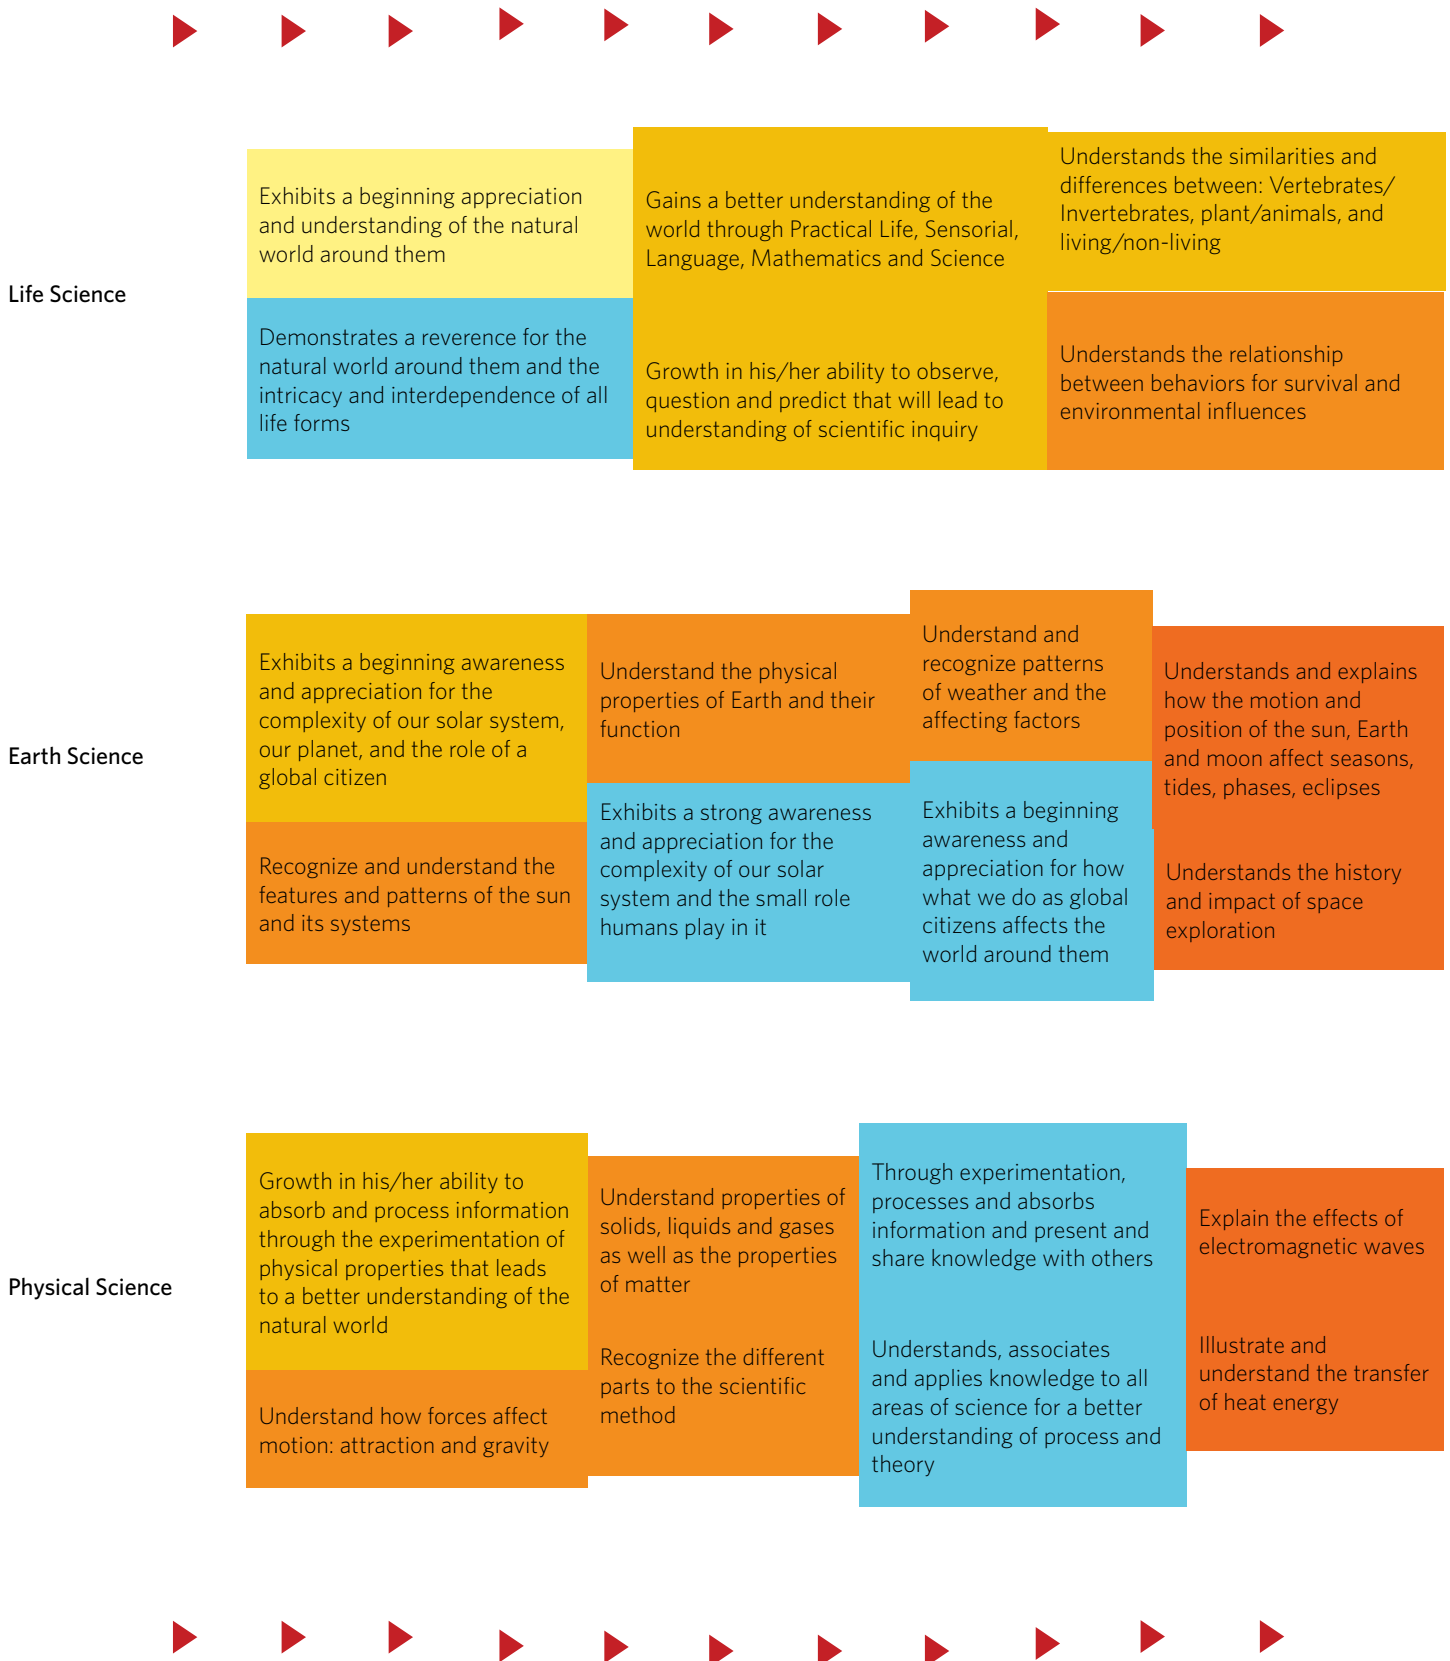 Life Science
Exhibits a beginning appreciation
and understanding of the natural
world around them
Demonstrates a reverence for the
natural world around them and the
intricacy and interdependence of all
life forms
Gains a better understanding of the
world through Practical Life, Sensorial,
Language, Mathematics and Science
Growth in his/her ability to observe,
question and predict that will lead to
understanding of scientific inquiry
Understands the similarities and
differences between: Vertebrates/
Invertebrates, plant/animals, and
living/non-living
Understands the relationship
between behaviors for survival and
environmental influences
Earth Science
Exhibits a beginning awareness
and appreciation for the
complexity of our solar system,
our planet, and the role of a
global citizen
Recognize and understand the
features and patterns of the sun
and its systems
Understand the physical
properties of Earth and their
function
Exhibits a strong awareness
and appreciation for the
complexity of our solar
system and the small role
humans play in it
Understand and
recognize patterns
of weather and the
affecting factors
Exhibits a beginning
awareness and
appreciation for how
what we do as global
citizens affects the
world around them
Understands and explains
how the motion and
position of the sun, Earth
and moon affect seasons,
tides, phases, eclipses
Understands the history
and impact of space
exploration
Physical Science
Growth in his/her ability to
absorb and process information
through the experimentation of
physical properties that leads
to a better understanding of the
natural world
Understand how forces affect
motion: attraction and gravity
Understand properties of
solids, liquids and gases
as well as the properties
of matter
Recognize the different
parts to the scientific
method
Through experimentation,
processes and absorbs
information and present and
share knowledge with others
Understands, associates
and applies knowledge to all
areas of science for a better
understanding of process and
theory
Explain the effects of
electromagnetic waves
Illustrate and
understand the transfer
of heat energy